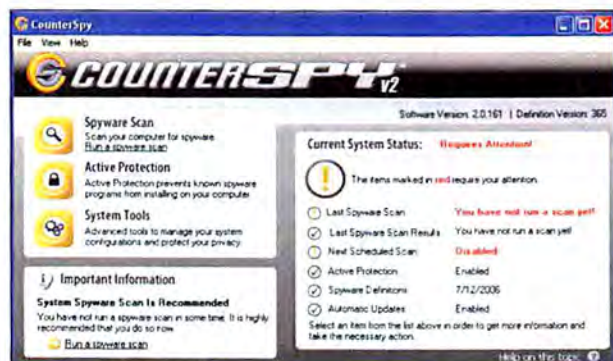 CounterSpy
File View Help
COUNTERSPY v2
Software Version: 2.0.161 | Definition Version: 365
Spyware Scan
Scan your computer for spyware.
Run a spyware scan
Active Protection
Active Protection prevents known spyware
programs from installing on your computer.
System Tools
Advanced tools to manage your system
configurations and protect your privacy.
Important Information
System Spyware Scan Is Recommended
You have not run a spyware scan in some time. It is highly
recommended that you do so now.
Run a spyware scan
Current System Status: Requires Attention!
The items marked in red require your attention.
Last Spyware Scan You have not run a scan yet!
Last Spyware Scan Results You have not run a scan yet!
Next Scheduled Scan Disabled
Active Protection Enabled
Spyware Definitions 7/12/2006
Automatic Updates Enabled
Select an item from the list above in order to get more information and
take the necessary action.
Help on this topic